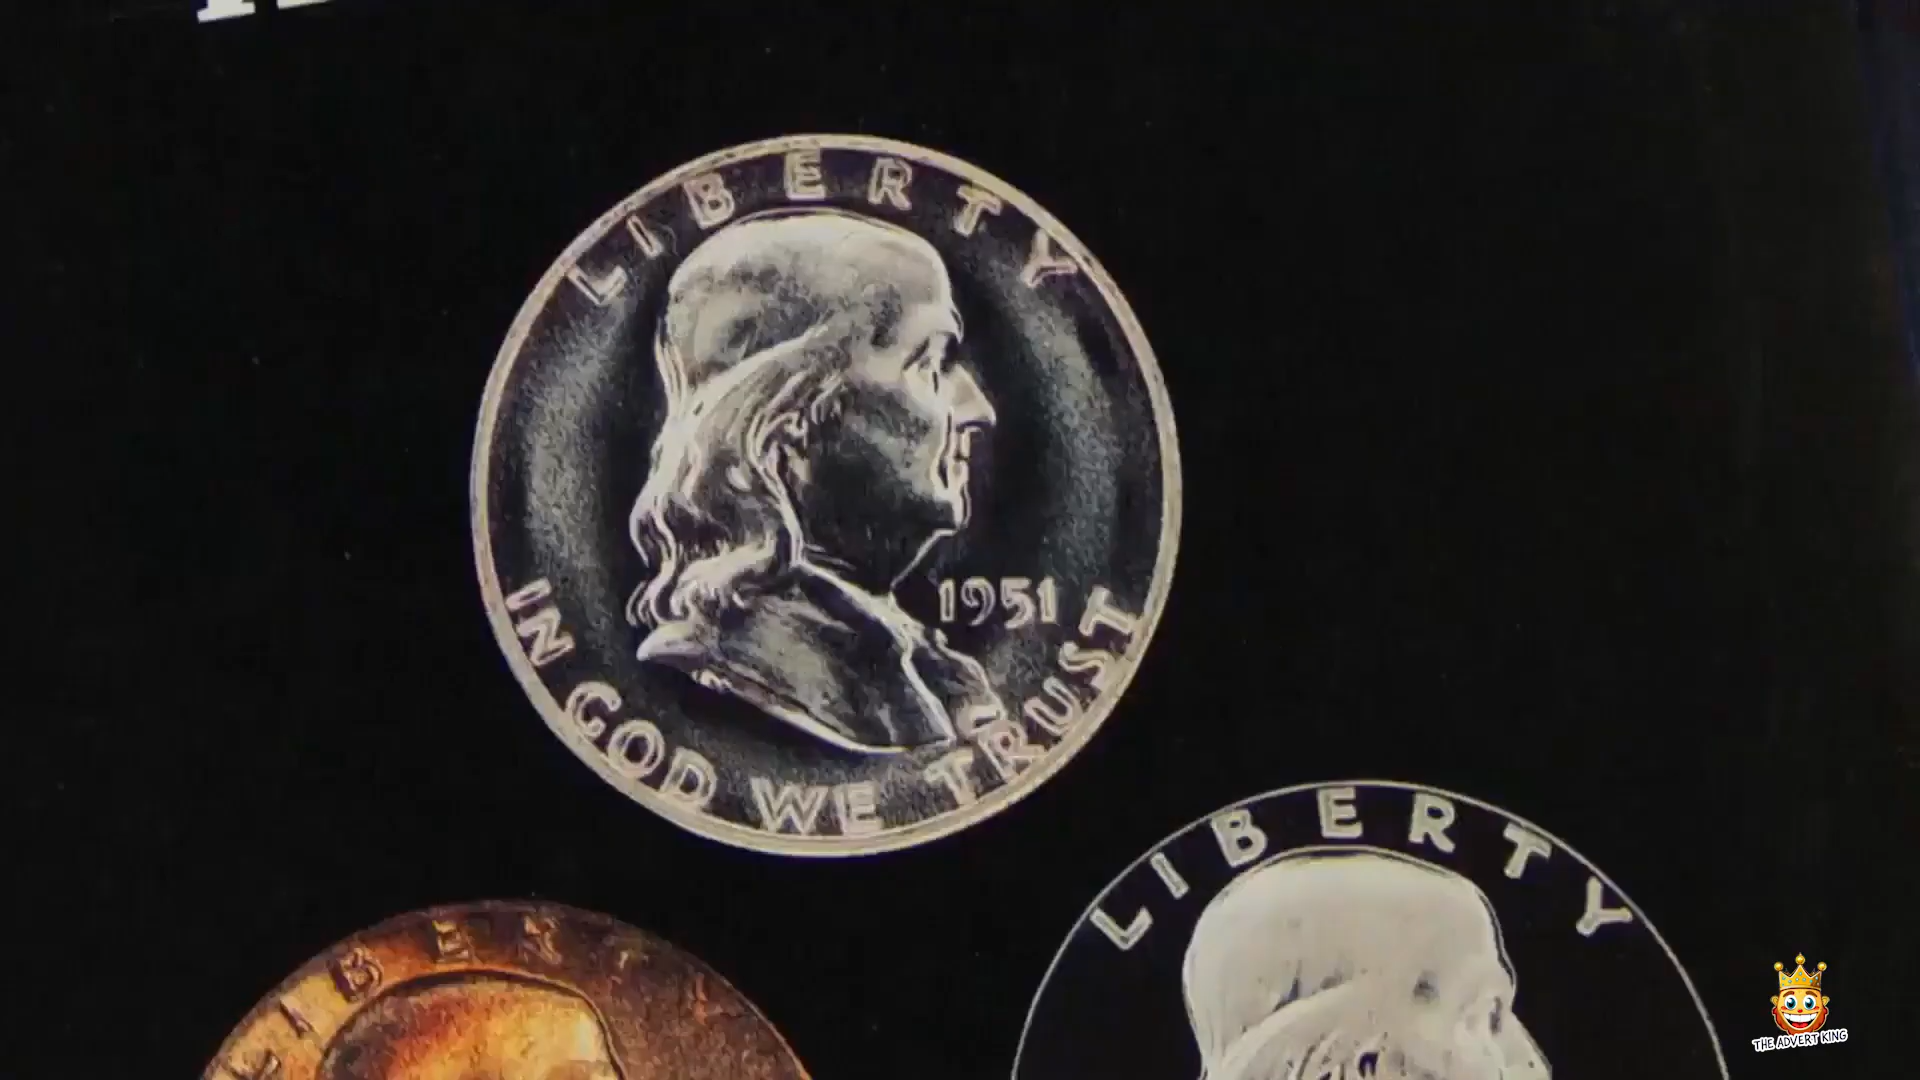 LIBERTY
1951
IN GOD WE TRUST
LIBERTY
LIBERTY
THE ADVERT KING